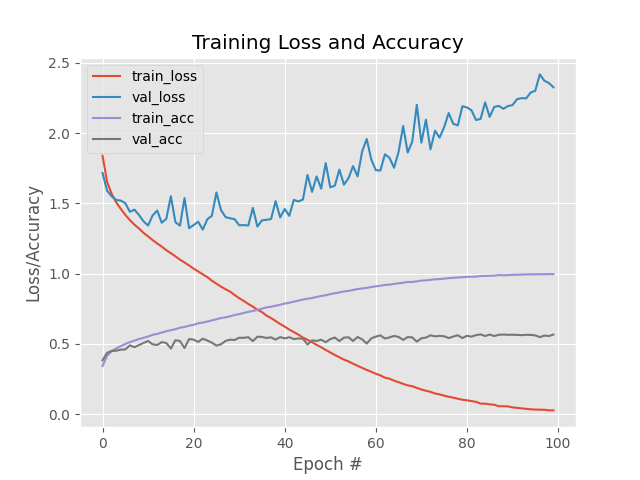 Training Loss and Accuracy
train_loss
val_loss
train_acc
val_acc
2.5
2.0
1.5
1.0
0.5
0.0
Loss/Accuracy
0 20 40 60 80 100
Epoch #